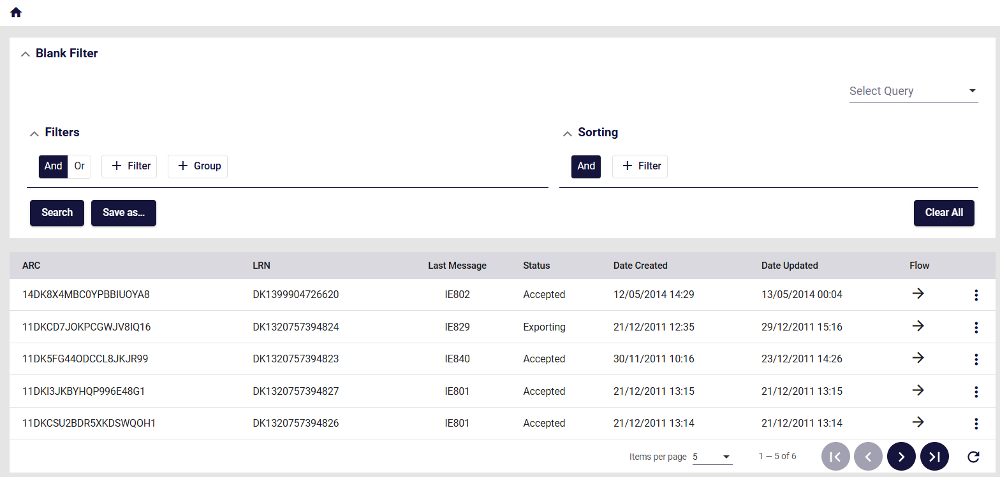 Blank Filter
Select Query
Filters Sorting
And Or + Filter + Group And + Filter
Search Save as... Clear All
ARC LRN Last Message Status Date Created Date Updated Flow
14DK8X4MBC0YPBBIUOYA8 DK1399904726620 IE802 Accepted 12/05/2014 14:29 13/05/2014 00:04
11DKCD7JOKPCGWJV8IQ16 DK1320757394824 IE829 Exporting 21/12/2011 12:35 29/12/2011 15:16
11DK5FG44ODCCL8JKJR99 DK1320757394823 IE840 Accepted 30/11/2011 10:16 23/12/2011 14:26
11DKI3JKBYHQP996E48G1 DK1320757394827 IE801 Accepted 21/12/2011 13:15 21/12/2011 13:15
11DKCSU2BDR5XKDSWQOH1 DK1320757394826 IE801 Accepted 21/12/2011 13:14 21/12/2011 13:14
Items per page 5 1 – 5 of 6